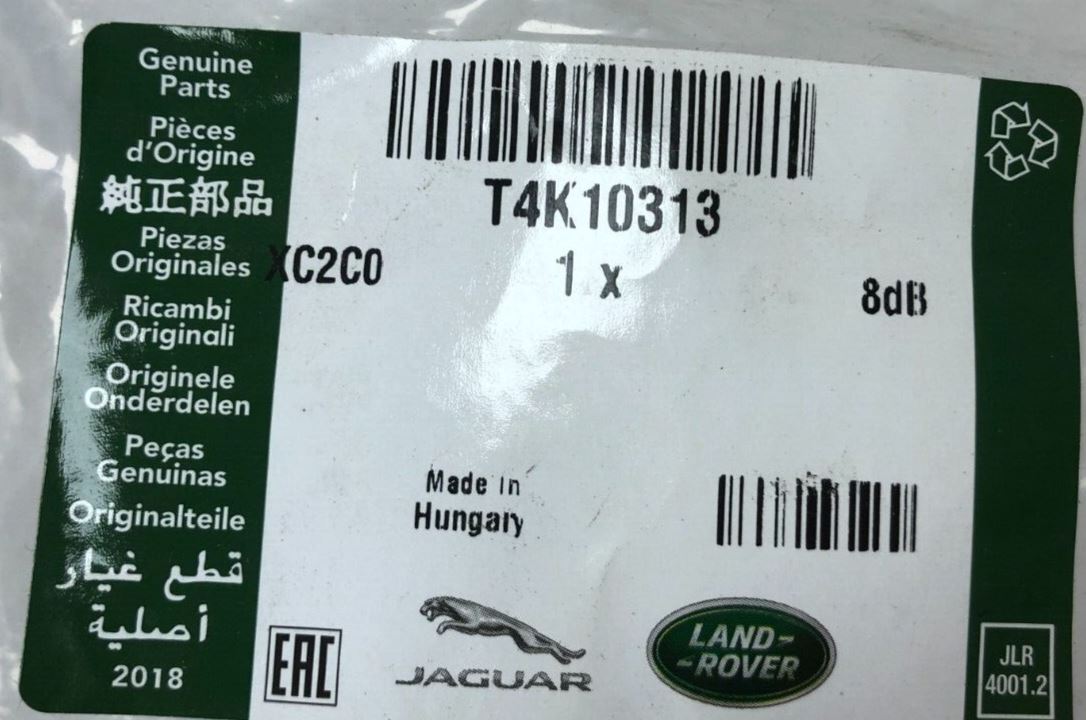 Genuine
Parts
Pièces
d'Origine
純正部品
Piezas
Originales
Ricambi
Originali
Originele
Onderdelen
Peças
Genuinas
Originalteile
قطع غيار
أصلية
2018
T4K10313
XC2C0
1 x
8dB
Made In
Hungary
EAC
JAGUAR
LAND-
-ROVER
JLR
4001.2